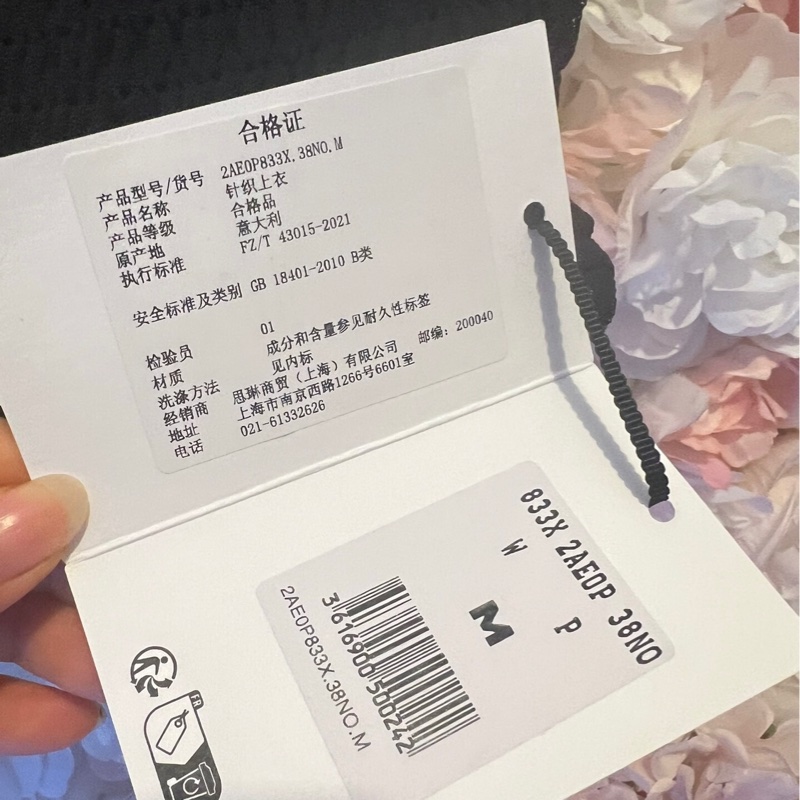 合格证
产品型号/货号 2AE0P833X.38NO.M
产品名称 针织上衣
产品等级 合格品
原产地 意大利
执行标准 FZ/T 43015-2021
安全标准及类别 GB 18401-2010 B类
检验员 01
材质 成分和含量参见耐久性标签
洗涤方法 见内标
经销商 思琳商贸（上海）有限公司 邮编: 200040
地址 上海市南京西路1266号6601室
电话 021-61332626
833X 2AEOP 38NO
W P
M
3 616900 500242
2AE0P833X.38NO.M
FR